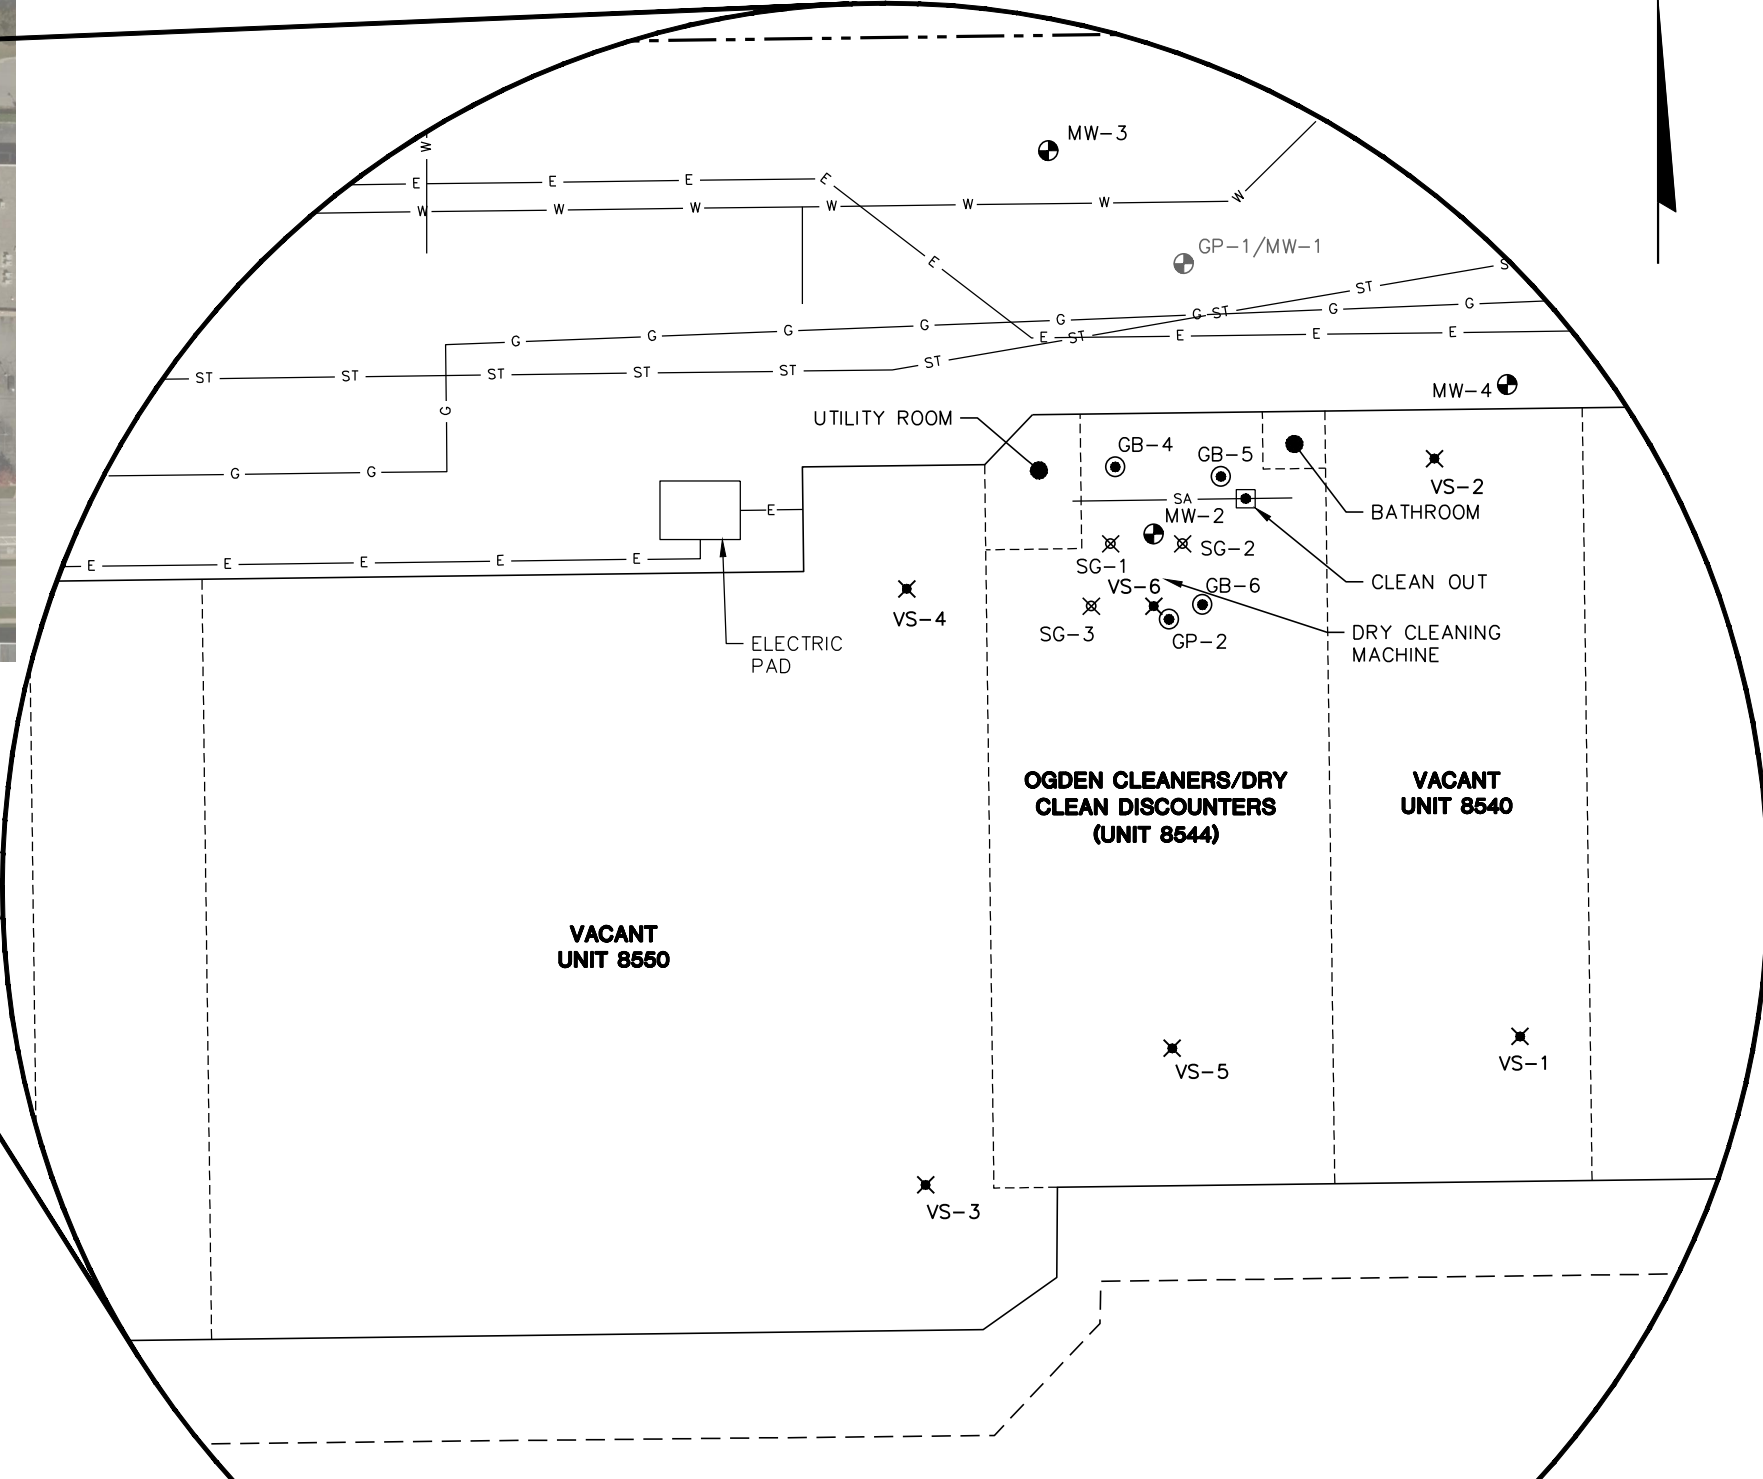 MW-3
W
E E E E
W W W W W W W
GP-1/MW-1
E
S
ST
G G G G G G ST G G
E ST E E E
ST ST ST ST ST ST
MW-4
G
UTILITY ROOM
GB-4
GB-5
G G
VS-2
SA
BATHROOM
E
MW-2
SG-2
E E E E E
SG-1
VS-6
GB-6
CLEAN OUT
VS-4
SG-3
GP-2
DRY CLEANING
MACHINE
ELECTRIC
PAD
OGDEN CLEANERS/DRY
CLEAN DISCOUNTERS
(UNIT 8544)
VACANT
UNIT 8540
VACANT
UNIT 8550
VS-5
VS-1
VS-3